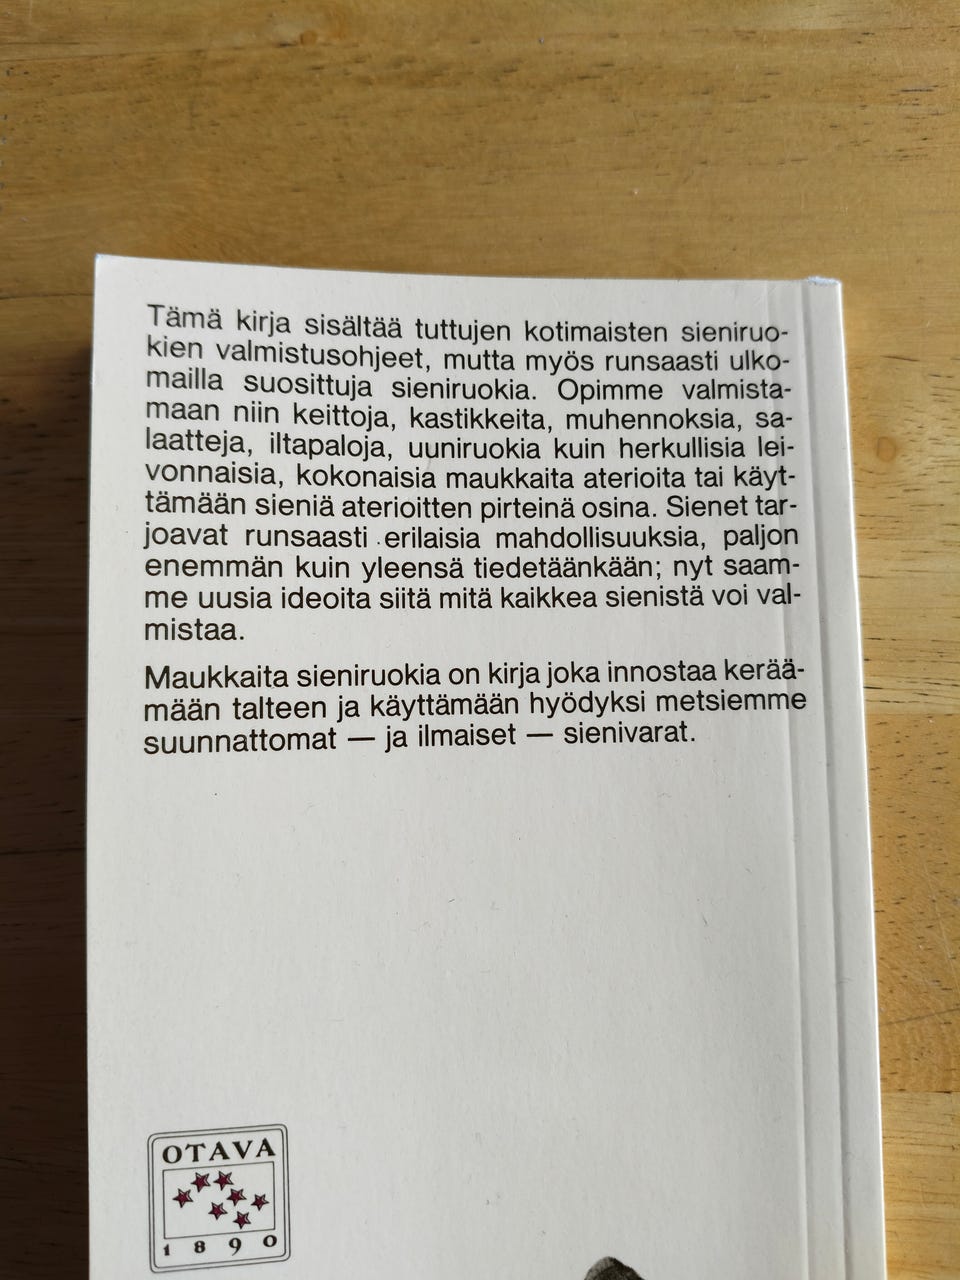 Tämä kirja sisältää tuttujen kotimaisten sieniruo-
kien valmistusohjeet, mutta myös runsaasti ulko-
mailla suosittuja sieniruokia. Opimme valmista-
maan niin keittoja, kastikkeita, muhennoksia, sa-
laatteja, iltapaloja, uuniruokia kuin herkullisia lei-
vonnaisia, kokonaisia maukkaita aterioita tai käyt-
tämään sieniä aterioitten pirteinä osina. Sienet tar-
joavat runsaasti erilaisia mahdollisuuksia, paljon
enemmän kuin yleensä tiedetäänkään; nyt saam-
me uusia ideoita siitä mitä kaikkea sienistä voi val-
mistaa.
Maukkaita sieniruokia on kirja joka innostaa kerää-
mään talteen ja käyttämään hyödyksi metsiemme
suunnattomat — ja ilmaiset — sienivarat.
OTAVA
1890